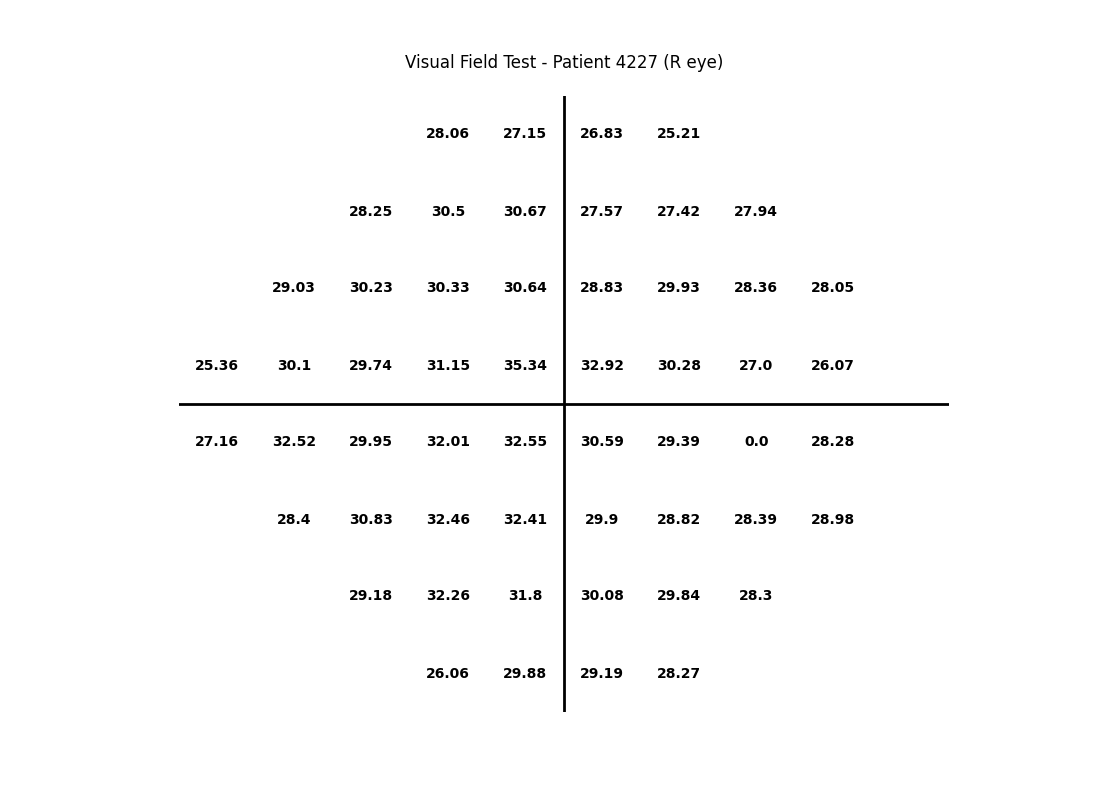 Visual Field Test - Patient 4227 (R eye)
28.06 27.15 26.83 25.21
28.25 30.5 30.67 27.57 27.42 27.94
29.03 30.23 30.33 30.64 28.83 29.93 28.36 28.05
25.36 30.1 29.74 31.15 35.34 32.92 30.28 27.0 26.07
27.16 32.52 29.95 32.01 32.55 30.59 29.39 0.0 28.28
28.4 30.83 32.46 32.41 29.9 28.82 28.39 28.98
29.18 32.26 31.8 30.08 29.84 28.3
26.06 29.88 29.19 28.27